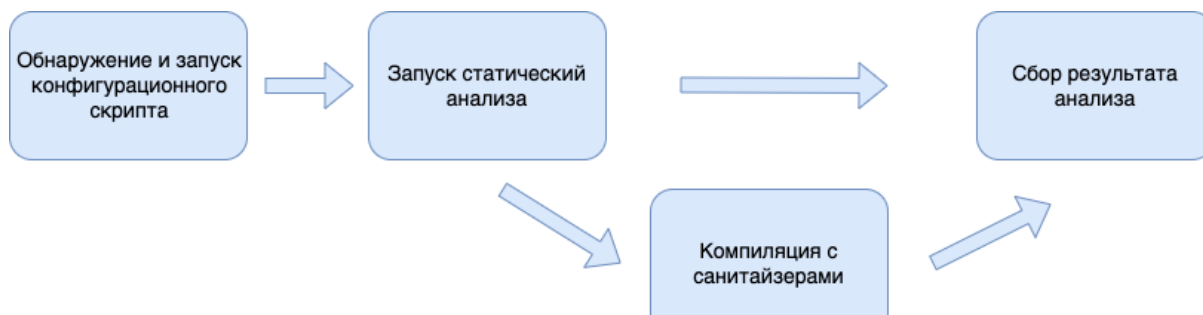 Обнаружение и запуск
конфигурационного
скрипта
Запуск статический
анализа
Сбор результата
анализа
Компиляция с
санитайзерами